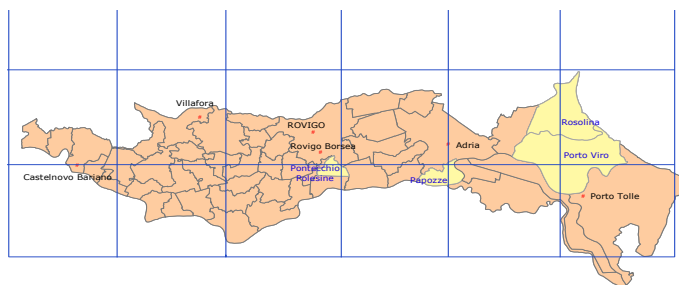 Villafora
ROVIGO
Rosolina
Rovigo Borsea
Adria
Porto Viro
Pontecchio
Polesine
Castelnovo Bariano
Papozze
Porto Tolle